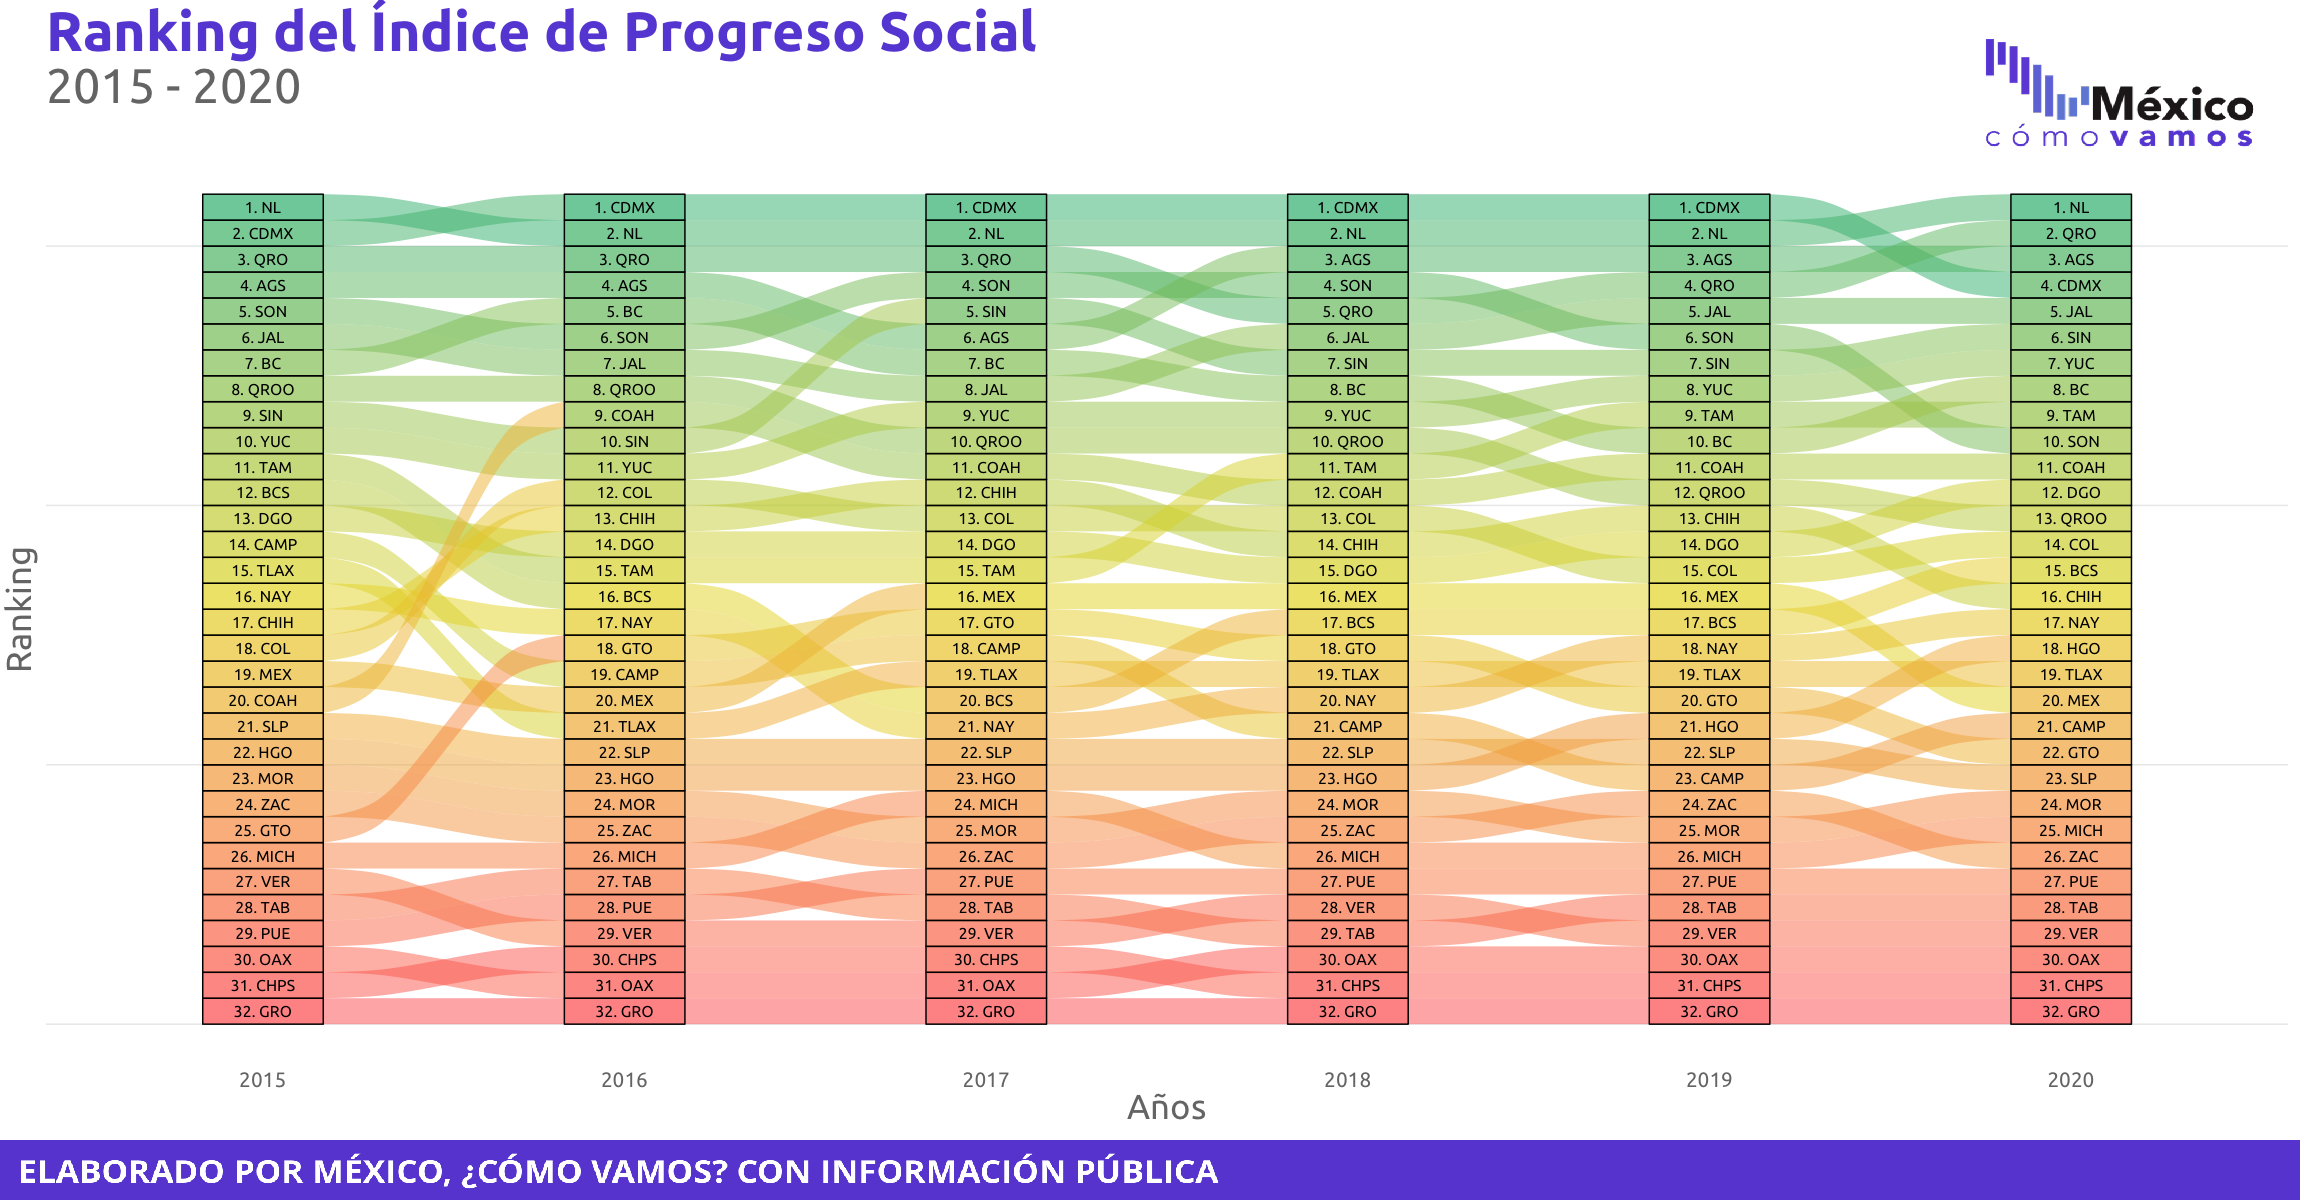 Ranking del Índice de Progreso Social
2015 - 2020
México
cómovamos
Ranking
1. NL
2. CDMX
3. QRO
4. AGS
5. SON
6. JAL
7. BC
8. QROO
9. SIN
10. YUC
11. TAM
12. BCS
13. DGO
14. CAMP
15. TLAX
16. NAY
17. CHIH
18. COL
19. MEX
20. COAH
21. SLP
22. HGO
23. MOR
24. ZAC
25. GTO
26. MICH
27. VER
28. TAB
29. PUE
30. OAX
31. CHPS
32. GRO
1. CDMX
2. NL
3. QRO
4. AGS
5. BC
6. SON
7. JAL
8. QROO
9. COAH
10. SIN
11. YUC
12. COL
13. CHIH
14. DGO
15. TAM
16. BCS
17. NAY
18. GTO
19. CAMP
20. MEX
21. TLAX
22. SLP
23. HGO
24. MOR
25. ZAC
26. MICH
27. TAB
28. PUE
29. VER
30. CHPS
31. OAX
32. GRO
1. CDMX
2. NL
3. QRO
4. SON
5. SIN
6. AGS
7. BC
8. JAL
9. YUC
10. QROO
11. COAH
12. CHIH
13. COL
14. DGO
15. TAM
16. MEX
17. GTO
18. CAMP
19. TLAX
20. BCS
21. NAY
22. SLP
23. HGO
24. MICH
25. MOR
26. ZAC
27. PUE
28. TAB
29. VER
30. CHPS
31. OAX
32. GRO
1. CDMX
2. NL
3. AGS
4. SON
5. QRO
6. JAL
7. SIN
8. BC
9. YUC
10. QROO
11. TAM
12. COAH
13. COL
14. CHIH
15. DGO
16. MEX
17. BCS
18. GTO
19. TLAX
20. NAY
21. CAMP
22. SLP
23. HGO
24. MOR
25. ZAC
26. MICH
27. PUE
28. VER
29. TAB
30. OAX
31. CHPS
32. GRO
1. CDMX
2. NL
3. AGS
4. QRO
5. JAL
6. SON
7. SIN
8. YUC
9. TAM
10. BC
11. COAH
12. QROO
13. CHIH
14. DGO
15. COL
16. MEX
17. BCS
18. NAY
19. TLAX
20. GTO
21. HGO
22. SLP
23. CAMP
24. ZAC
25. MOR
26. MICH
27. PUE
28. TAB
29. VER
30. OAX
31. CHPS
32. GRO
1. NL
2. QRO
3. AGS
4. CDMX
5. JAL
6. SIN
7. YUC
8. BC
9. TAM
10. SON
11. COAH
12. DGO
13. QROO
14. COL
15. BCS
16. CHIH
17. NAY
18. HGO
19. TLAX
20. MEX
21. CAMP
22. GTO
23. SLP
24. MOR
25. MICH
26. ZAC
27. PUE
28. TAB
29. VER
30. OAX
31. CHPS
32. GRO
2015 2016 2017 2018 2019 2020
Años
ELABORADO POR MÉXICO, ¿CÓMO VAMOS? CON INFORMACIÓN PÚBLICA